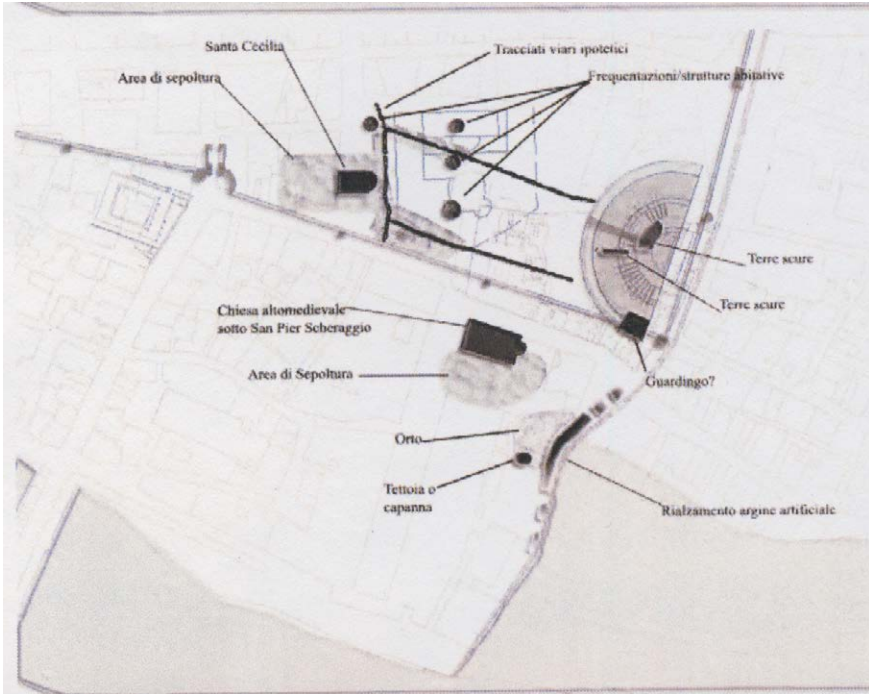 Santa Cecilia
Tracciati viari ipotetici
Area di sepoltura
Frequentazioni/strutture abitative
Terre scure
Terre scure
Chiesa altomedievale
sotto San Pier Scheraggio
Area di Sepoltura
Guardingo?
Orto
Tettoia o
capanna
Rialzamento argine artificiale